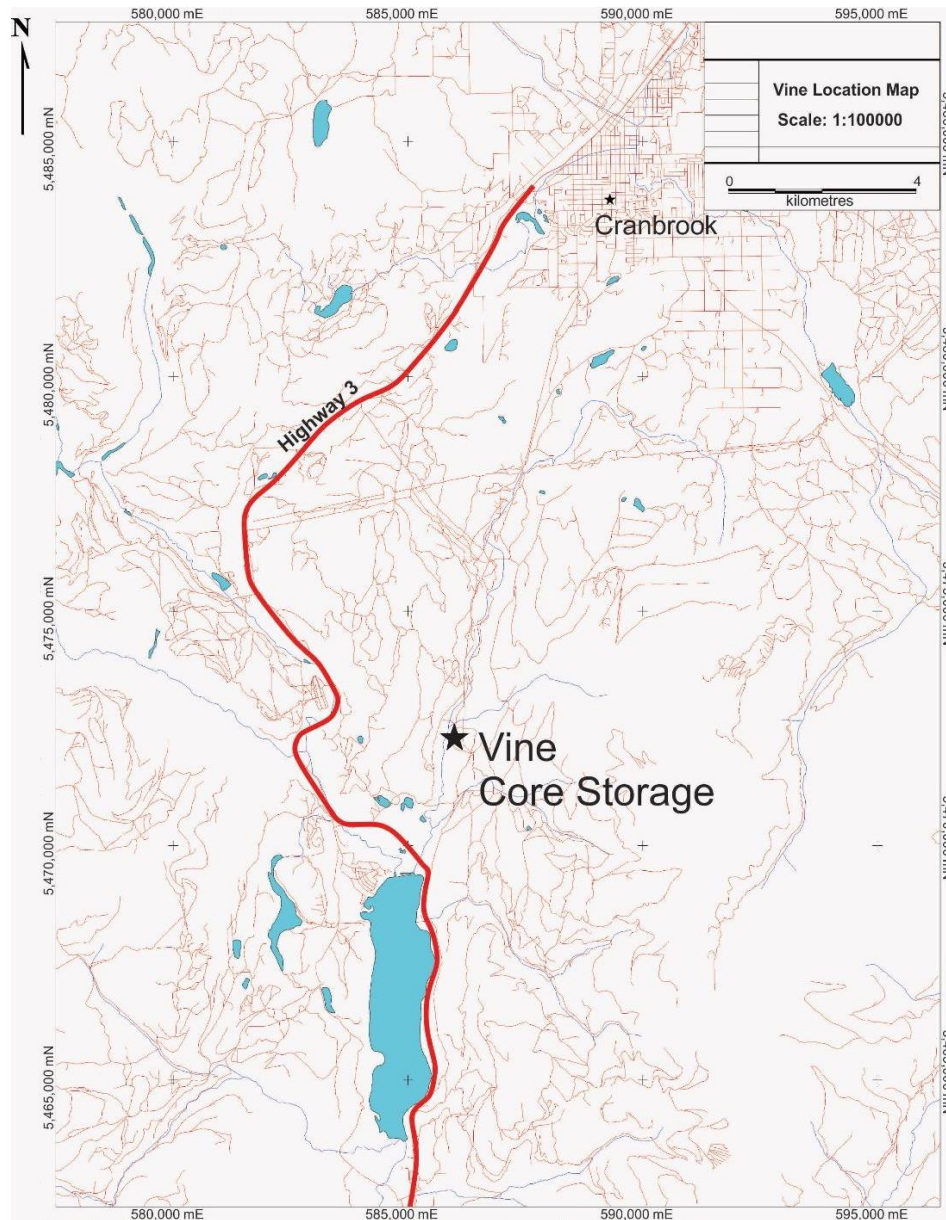 580,000 mE 585,000 mE 590,000 mE 595,000 mE
N
Vine Location Map
Scale: 1:100000
0 4
kilometres
5,485,000 mN
Cranbrook
5,480,000 mN
Highway 3
5,475,000 mN
Vine
Core Storage
5,470,000 mN
5,465,000 mN
580,000 mE 585,000 mE 590,000 mE 595,000 mE